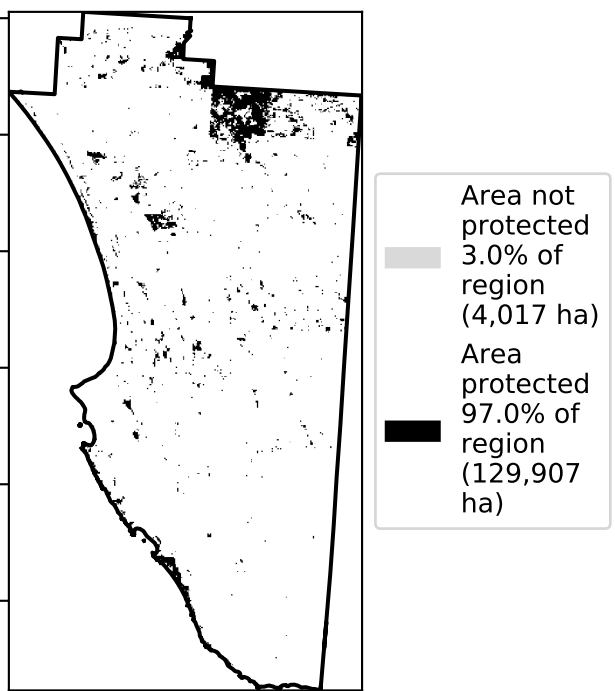 Area not
protected
3.0% of
region
(4,017 ha)
Area
protected
97.0% of
region
(129,907
ha)